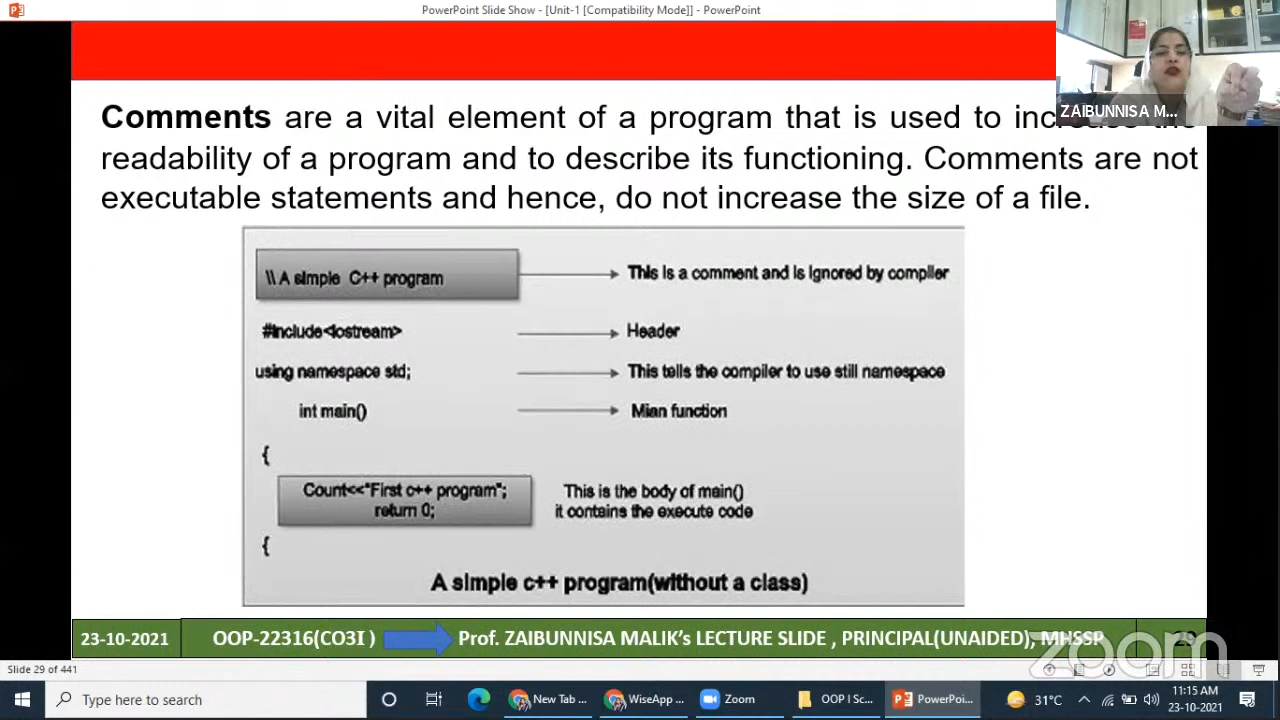 PowerPoint Slide Show - [Unit-1 [Compatibility Mode]] - PowerPoint
ZAIBUNNISA M...
Comments are a vital element of a program that is used to increase the
readability of a program and to describe its functioning. Comments are not
executable statements and hence, do not increase the size of a file.
\\ A simple C++ program
This is a comment and is ignored by compiler
#include<iostream>
Header
using namespace std;
This tells the compiler to use still namespace
int main()
Mian function
{
Count<<"First c++ program";
return 0;
This is the body of main()
it contains the execute code
{
A simple c++ program(without a class)
23-10-2021
OOP-22316(CO3I )
Prof. ZAIBUNNISA MALIK's LECTURE SLIDE , PRINCIPAL(UNAIDED), MHSSP
zoom
Slide 29 of 441
Type here to search
New Tab ...
WiseApp ...
Zoom
OOP I Sc...
PowerPoi...
31°C
11:15 AM
23-10-2021